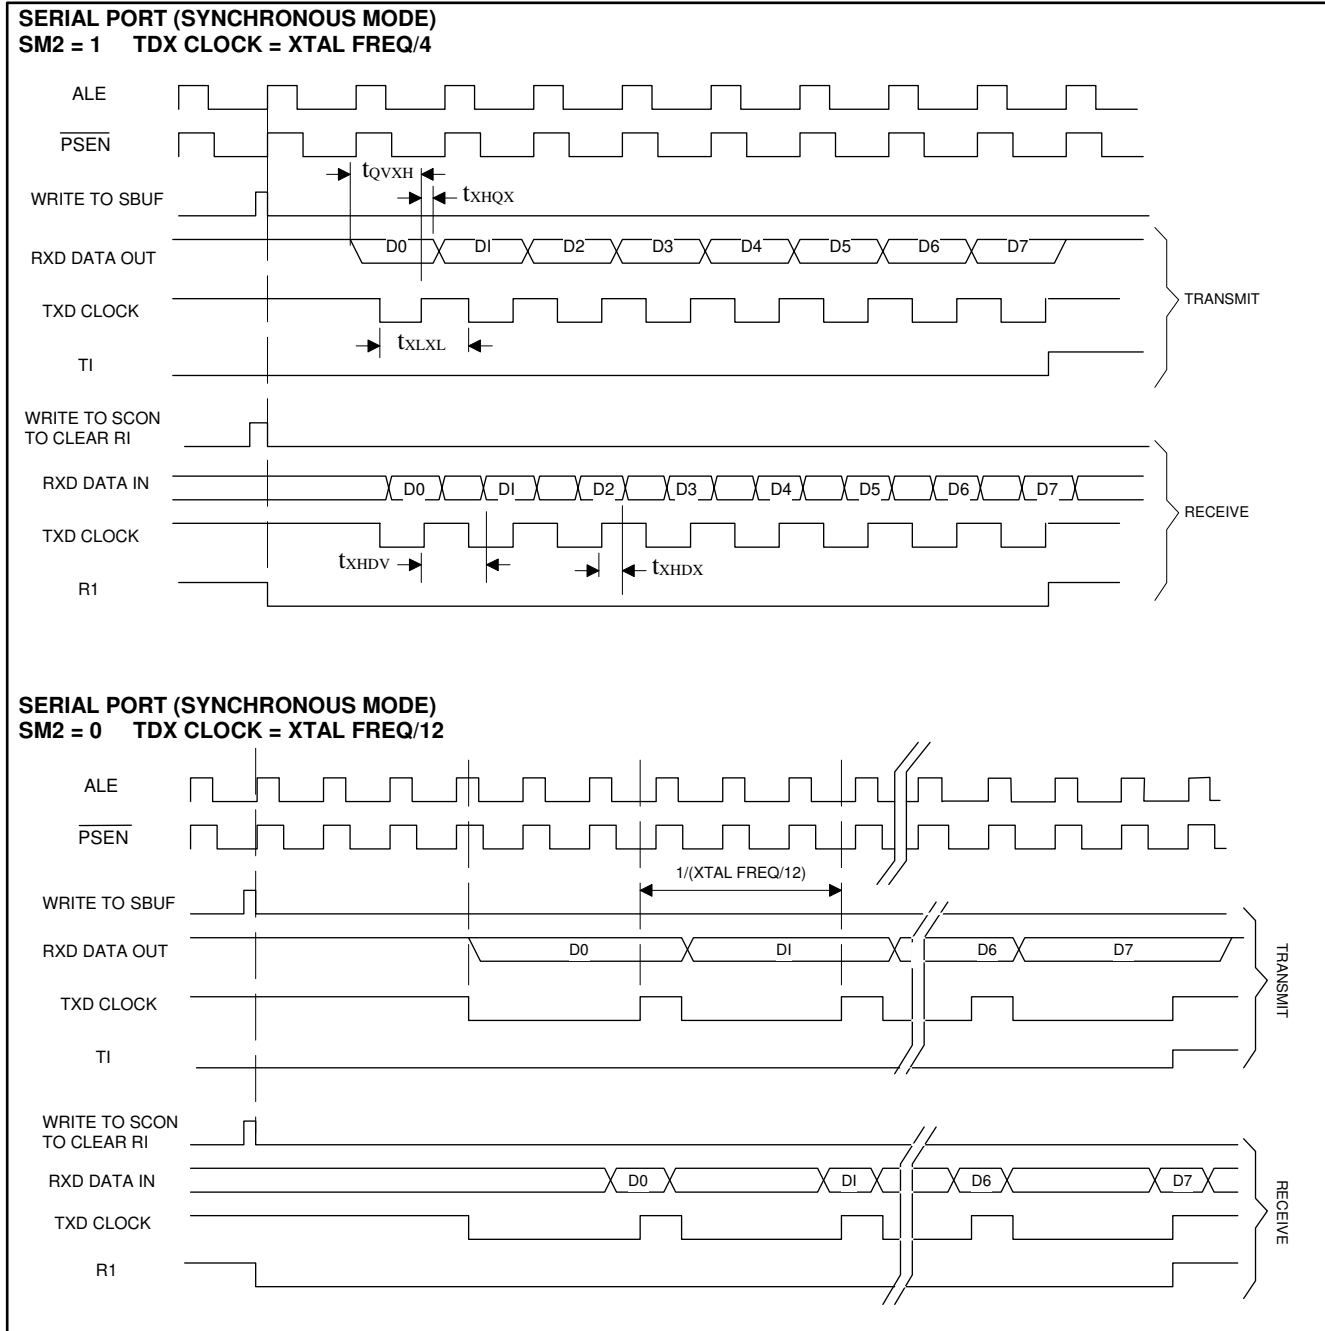 SERIAL PORT (SYNCHRONOUS MODE)
SM2 = 1 TDX CLOCK = XTAL FREQ/4
ALE
PSEN
tQVXH
tXHQX
WRITE TO SBUF
RXD DATA OUT
D0 DI D2 D3 D4 D5 D6 D7
TXD CLOCK
TRANSMIT
tXLXL
TI
WRITE TO SCON
TO CLEAR RI
RXD DATA IN
D0 DI D2 D3 D4 D5 D6 D7
TXD CLOCK
RECEIVE
tXHDV
tXHDX
R1
SERIAL PORT (SYNCHRONOUS MODE)
SM2 = 0 TDX CLOCK = XTAL FREQ/12
ALE
PSEN
1/(XTAL FREQ/12)
WRITE TO SBUF
RXD DATA OUT
D0 DI D6 D7
TXD CLOCK
TRANSMIT
TI
WRITE TO SCON
TO CLEAR RI
RXD DATA IN
D0 DI D6 D7
TXD CLOCK
RECEIVE
R1